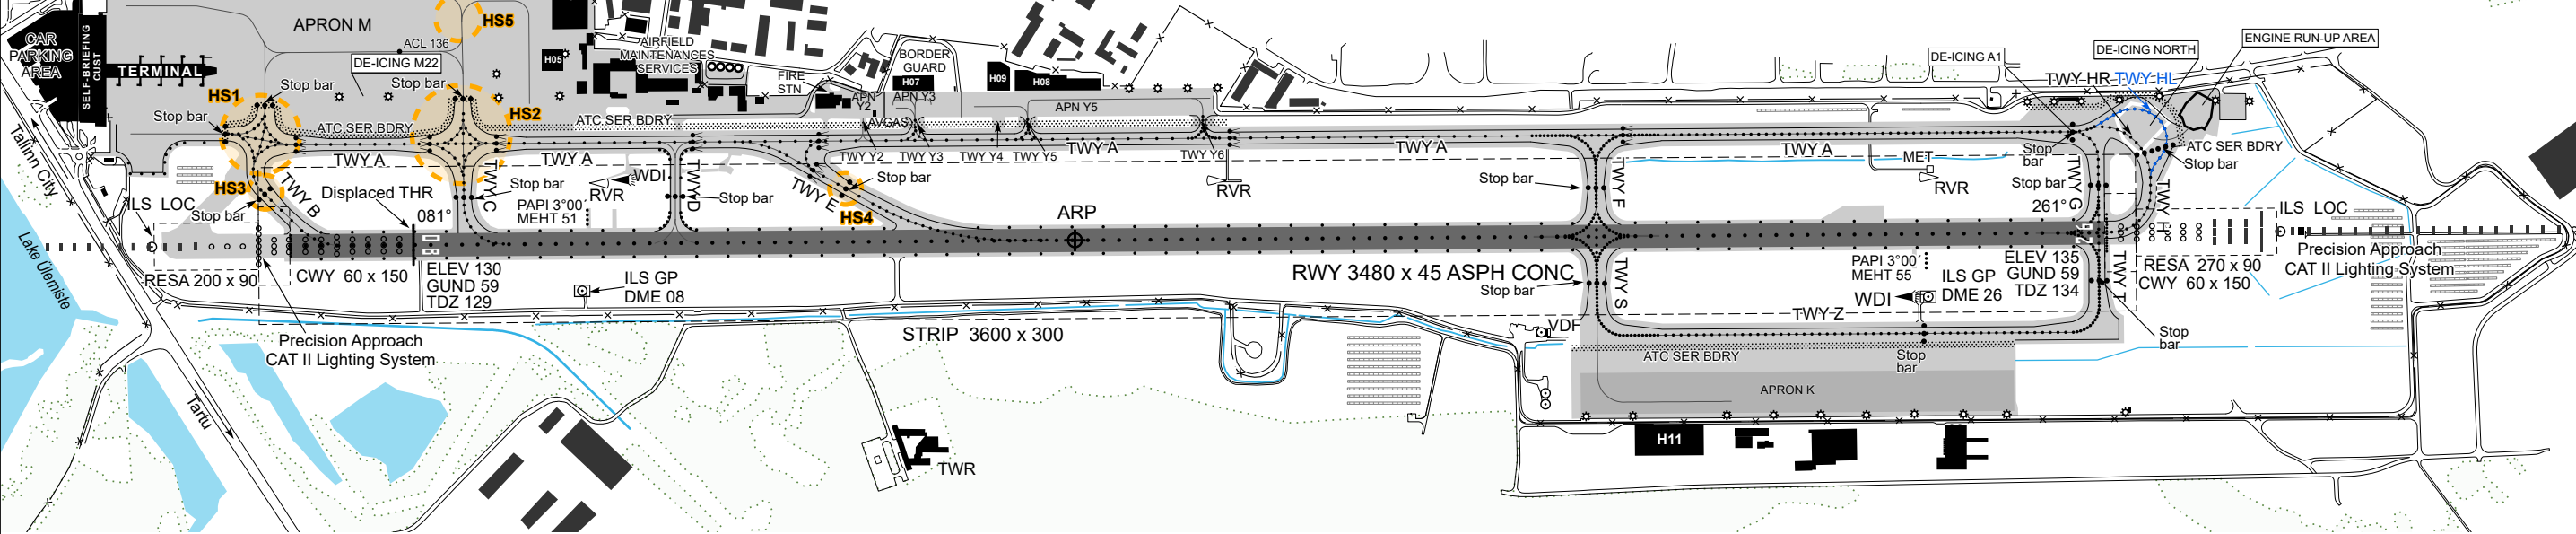 APRON M
HS5
CAR
PARKING
AREA
SELF-BRIEFING
CUST
TERMINAL
ACL 136
DE-ICING M22
Stop bar
Stop bar
HS1
HS2
Stop bar
ATC SER BDRY
ATC SER BDRY
H05
AIRFIELD
MAINTENANCES
SERVICES
FIRE
STN
BORDER
GUARD
H07
H09
H08
APN
Y2
APN Y3
APN Y5
AVGAS
DE-ICING A1
DE-ICING NORTH
ENGINE RUN-UP AREA
TWY HR
TWY HL
Tallinn City
TWY A
TWY A
TWY Y2
TWY Y3
TWY Y4
TWY Y5
TWY A
TWY Y6
TWY A
TWY A
MET
Stop
bar
ATC SER BDRY
Stop bar
HS3
TWY B
Displaced THR
TWY C
Stop bar
PAPI 3°00´
MEHT 51
RVR
WDI
TWY D
Stop bar
TWY E
Stop bar
HS4
RVR
Stop bar
TWY F
RVR
Stop bar
TWY G
261°
TWY H
ILS LOC
Stop bar
081°
ARP
08
26
ILS LOC
Lake Ülemiste
RESA 200 x 90
CWY 60 x 150
ELEV 130
GUND 59
TDZ 129
ILS GP
DME 08
RWY 3480 x 45 ASPH CONC
Stop bar
TWY S
PAPI 3°00´
MEHT 55
WDI
ILS GP
DME 26
ELEV 135
GUND 59
TDZ 134
TWY T
RESA 270 x 90
CWY 60 x 150
Precision Approach
CAT II Lighting System
Precision Approach
CAT II Lighting System
STRIP 3600 x 300
TWY Z
VDF
ATC SER BDRY
Stop
bar
Stop
bar
APRON K
Tartu
TWR
H11